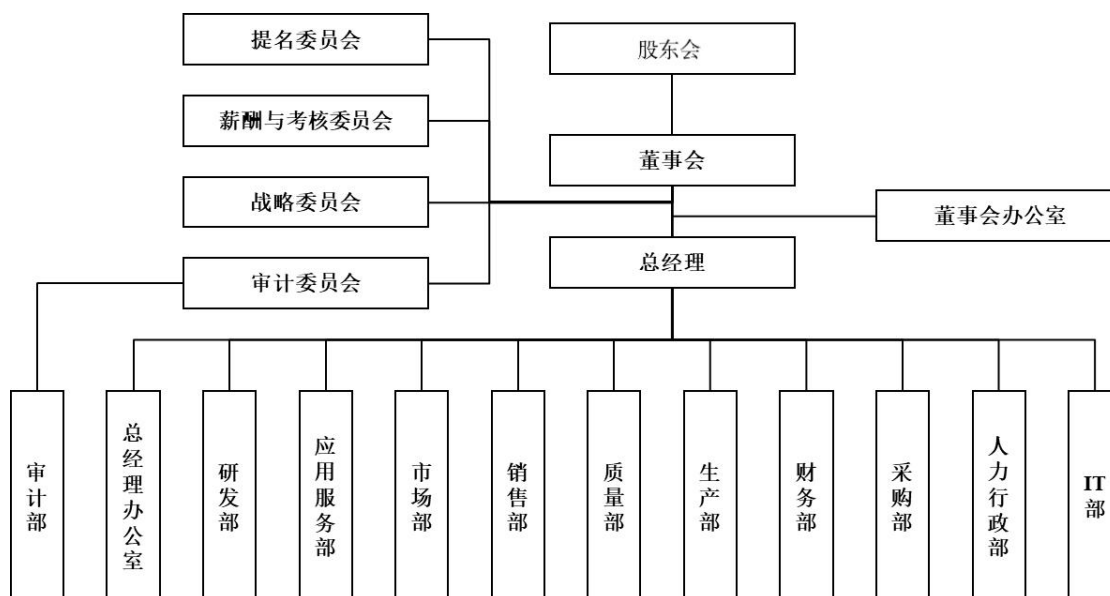 提名委员会
股东会
薪酬与考核委员会
董事会
战略委员会
董事会办公室
总经理
审计委员会
审计部
总经理办公室
研发部
应用服务部
市场部
销售部
质量部
生产部
财务部
采购部
人力行政部
IT部